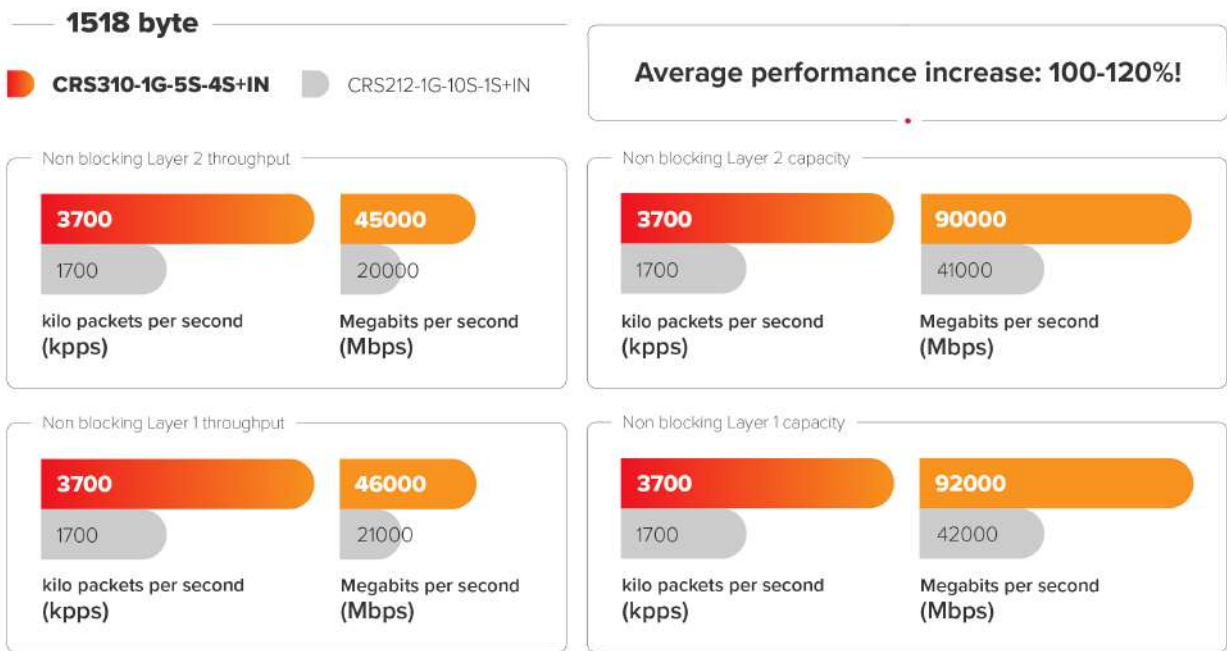 1518 byte
CRS310-1G-5S-4S+IN
CRS212-1G-10S-1S+IN
Average performance increase: 100-120%!
Non blocking Layer 2 throughput
3700
1700
kilo packets per second
(kpps)
45000
20000
Megabits per second
(Mbps)
Non blocking Layer 2 capacity
3700
1700
kilo packets per second
(kpps)
90000
41000
Megabits per second
(Mbps)
Non blocking Layer 1 throughput
3700
1700
kilo packets per second
(kpps)
46000
21000
Megabits per second
(Mbps)
Non blocking Layer 1 capacity
3700
1700
kilo packets per second
(kpps)
92000
42000
Megabits per second
(Mbps)